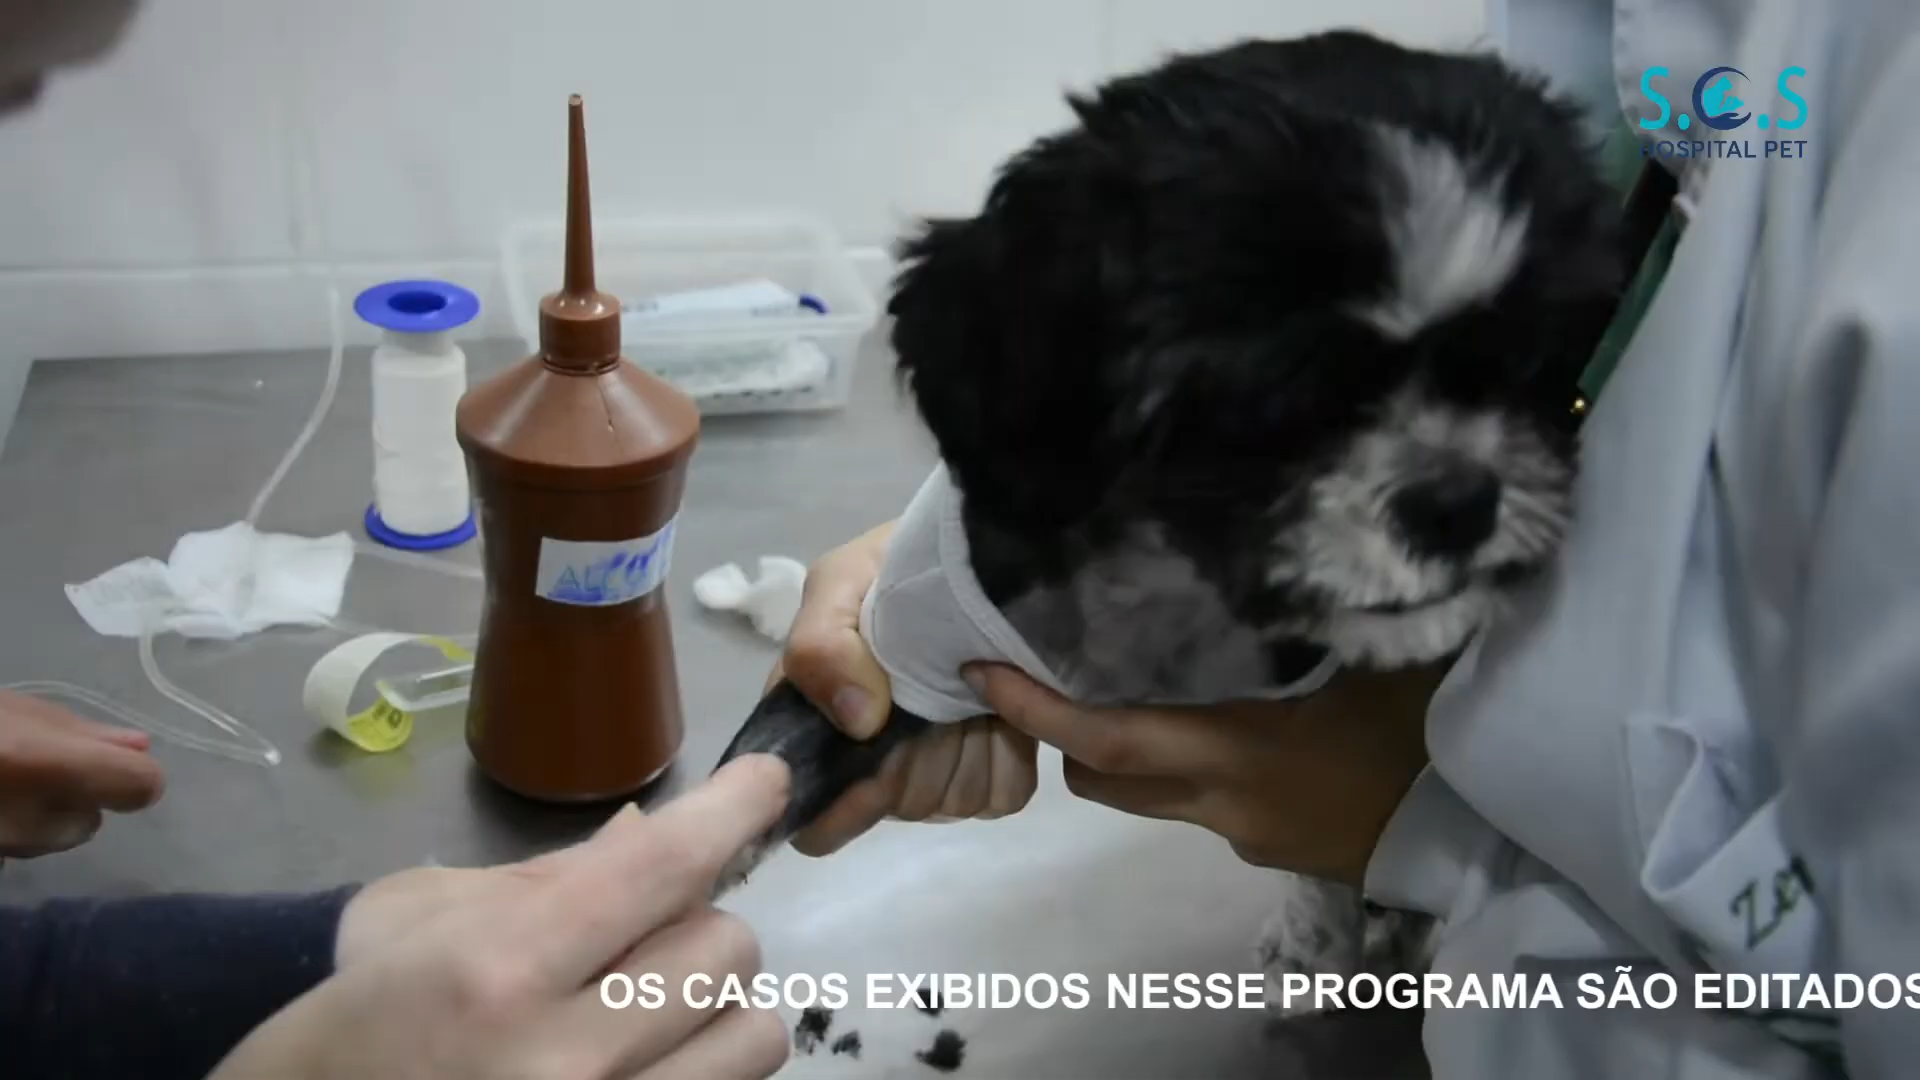 S.O.S
HOSPITAL PET
OS CASOS EXIBIDOS NESSE PROGRAMA SÃO EDITADOS